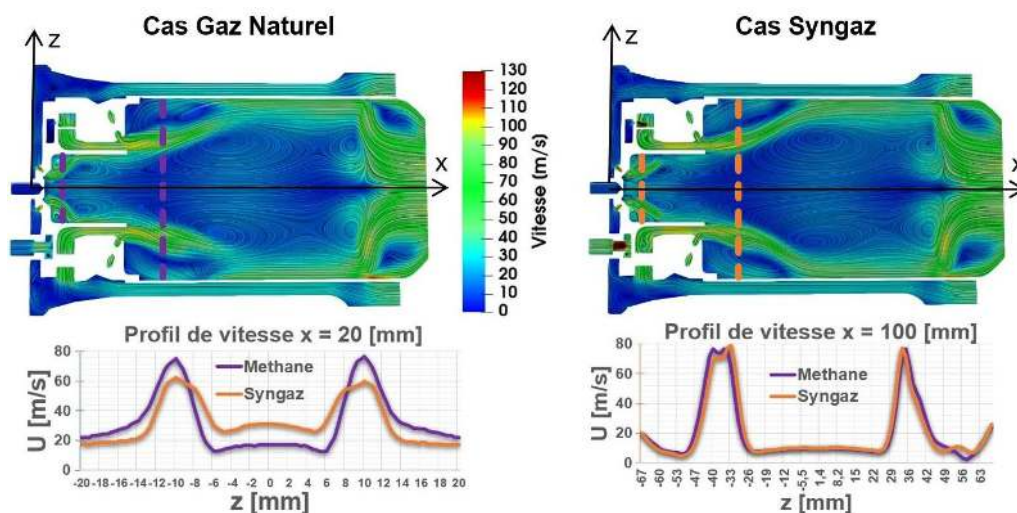 Cas Gaz Naturel
Cas Syngaz
z
x
130
120
110
100
90
80
70
60
50
40
30
20
10
0
Vitesse (m/s)
z
x
Profil de vitesse x = 20 [mm]
80
60
40
20
0
U [m/s]
Methane
Syngaz
-20 -18 -16 -14 -12 -10 -8 -6 -4 -2 0 2 4 6 8 10 12 14 16 18 20
z [mm]
Profil de vitesse x = 100 [mm]
80
60
40
20
0
U [m/s]
Methane
Syngaz
-67 -60 -53 -46 -40 -33 -26 -19 -12 -5,5 1,4 8,2 15 22 29 36 42 49 56 63
z [mm]